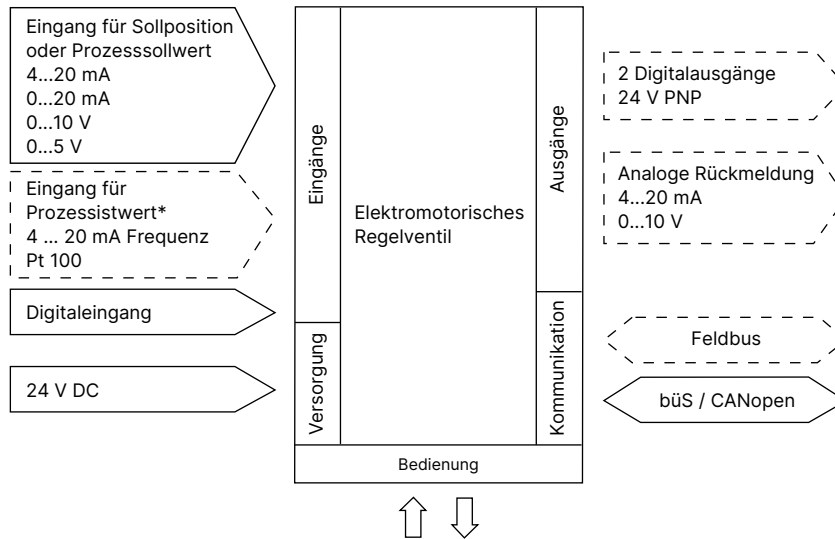 Eingang für Sollposition
oder Prozesssollwert
4...20 mA
0...20 mA
0...10 V
0...5 V
Eingang für
Prozessistwert*
4 ... 20 mA Frequenz
Pt 100
Digitaleingang
24 V DC
Eingänge
Versorgung
Elektromotorisches
Regelventil
Ausgänge
Kommunikation
Bedienung
2 Digitalausgänge
24 V PNP
Analoge Rückmeldung
4...20 mA
0...10 V
Feldbus
büS / CANopen